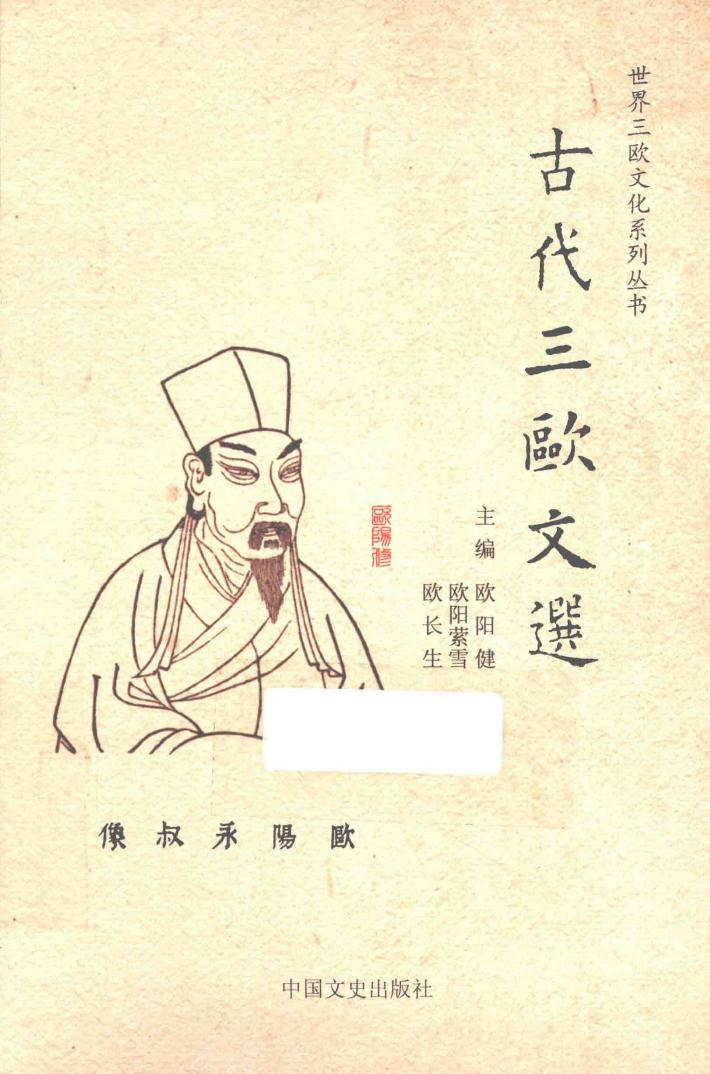 世界三欧文化系列丛书
古代三歐文選
主编 欧阳健
欧阳萦雪
欧长生
歐陽修
歐陽永叔像
中国文史出版社